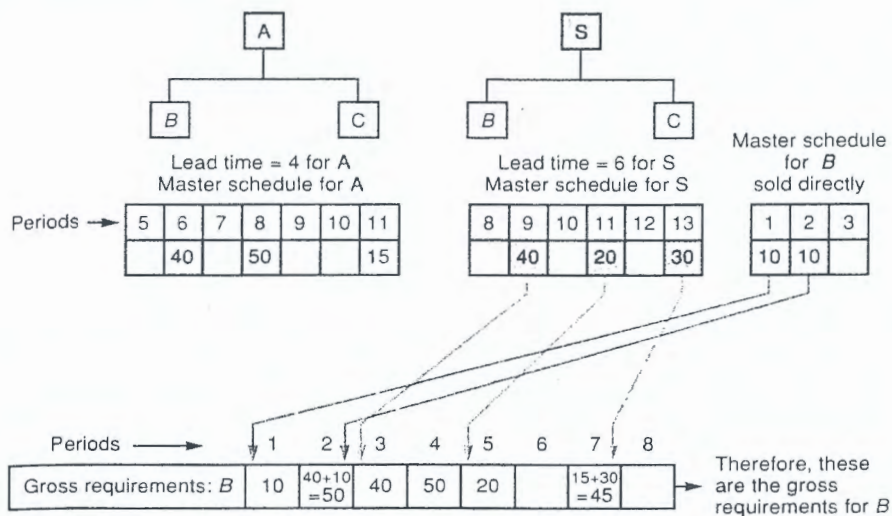 A
S
B
C
B
C
Lead time = 4 for A
Master schedule for A
Lead time = 6 for S
Master schedule for S
Master schedule
for B
sold directly
Periods
5 6 7 8 9 10 11
40 50 15
8 9 10 11 12 13
40 20 30
1 2 3
10 10
Periods
1 2 3 4 5 6 7 8
Gross requirements: B
10
40+10
=50
40
50
20
15+30
=45
Therefore, these
are the gross
requirements for B